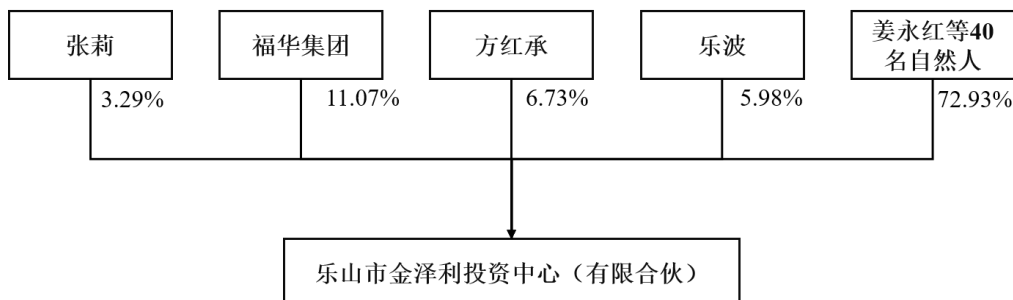 张莉
福华集团
方红承
乐波
姜永红等40
名自然人
3.29%
11.07%
6.73%
5.98%
72.93%
乐山市金泽利投资中心（有限合伙）